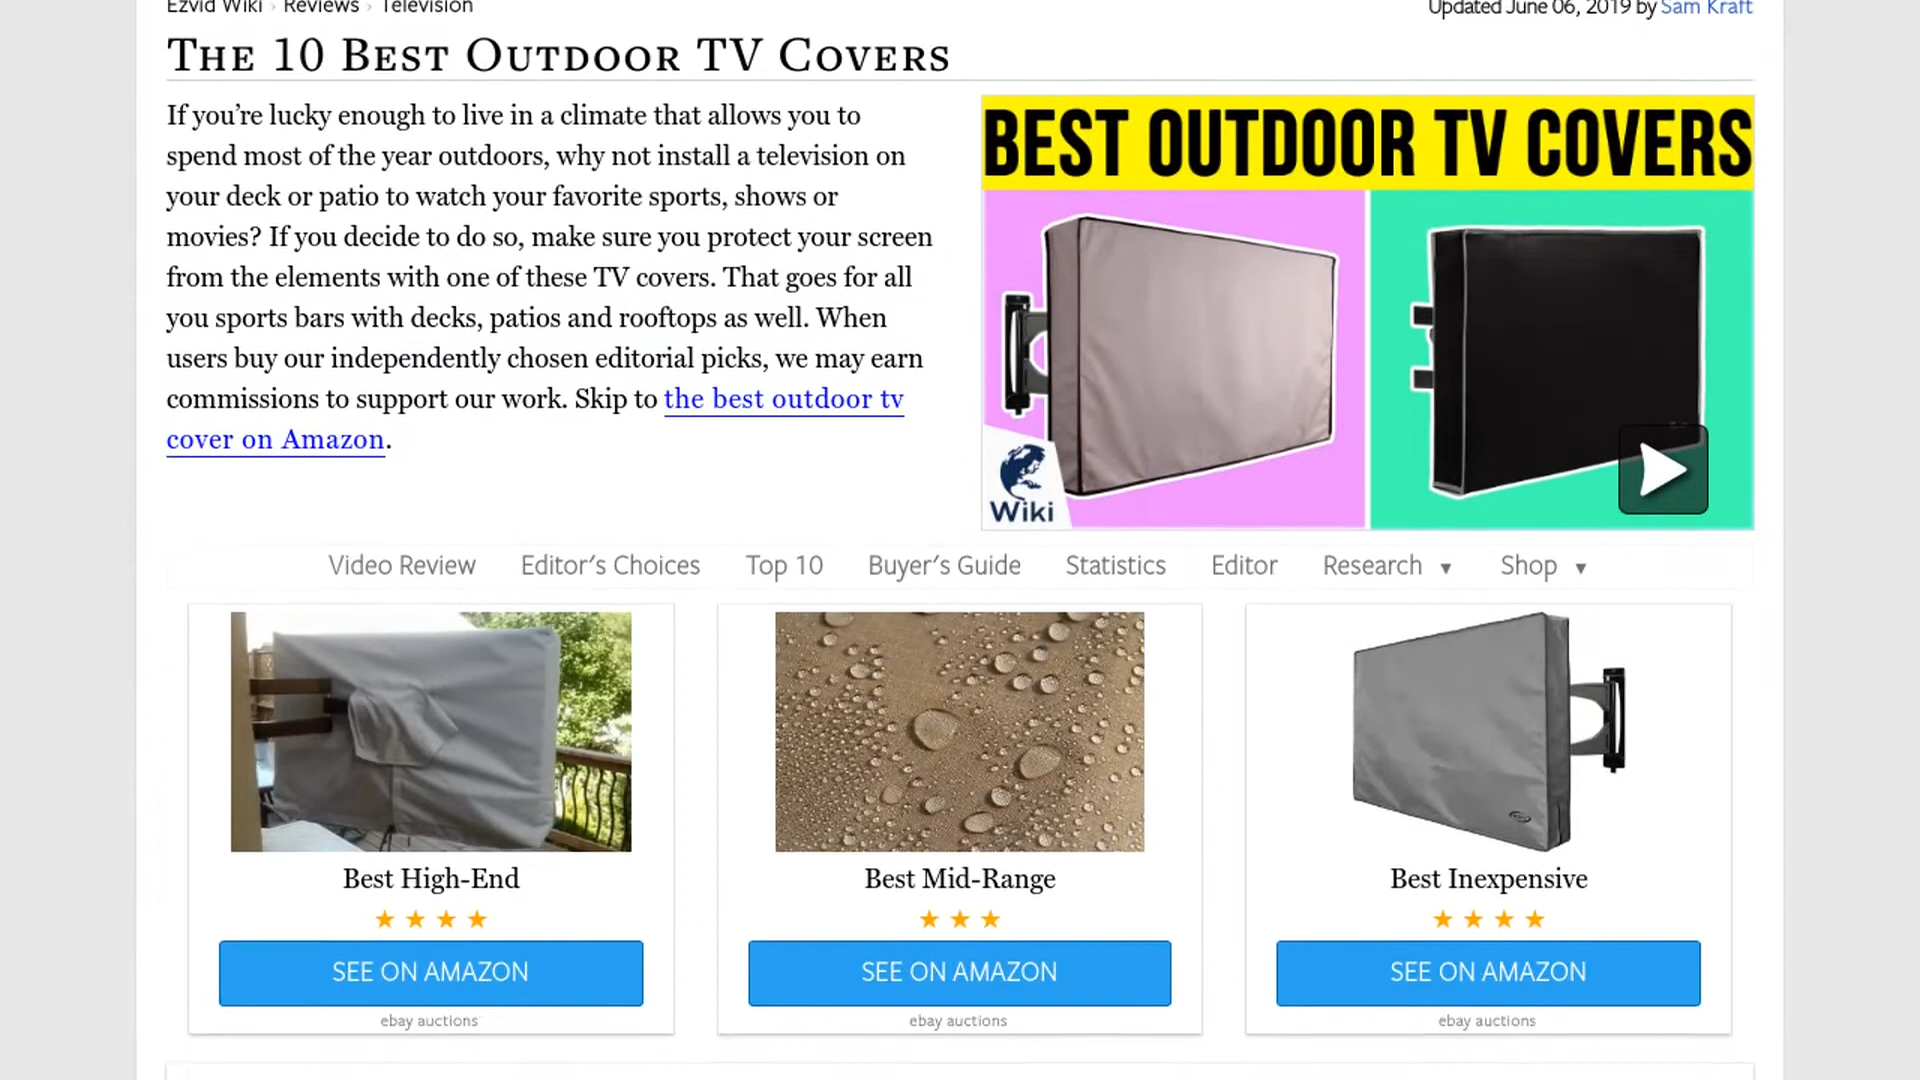 Ezvid Wiki › Reviews › Television
Updated June 06, 2019 by Sam Kraft
The 10 Best Outdoor TV Covers
If you’re lucky enough to live in a climate that allows you to
spend most of the year outdoors, why not install a television on
your deck or patio to watch your favorite sports, shows or
movies? If you decide to do so, make sure you protect your screen
from the elements with one of these TV covers. That goes for all
you sports bars with decks, patios and rooftops as well. When
users buy our independently chosen editorial picks, we may earn
commissions to support our work. Skip to the best outdoor tv
cover on Amazon.
BEST OUTDOOR TV COVERS
Wiki
Video Review Editor's Choices Top 10 Buyer's Guide Statistics Editor Research ▼ Shop ▼
Best High-End
★ ★ ★ ★
SEE ON AMAZON
ebay auctions
Best Mid-Range
★ ★ ★
SEE ON AMAZON
ebay auctions
Best Inexpensive
★ ★ ★ ★
SEE ON AMAZON
ebay auctions